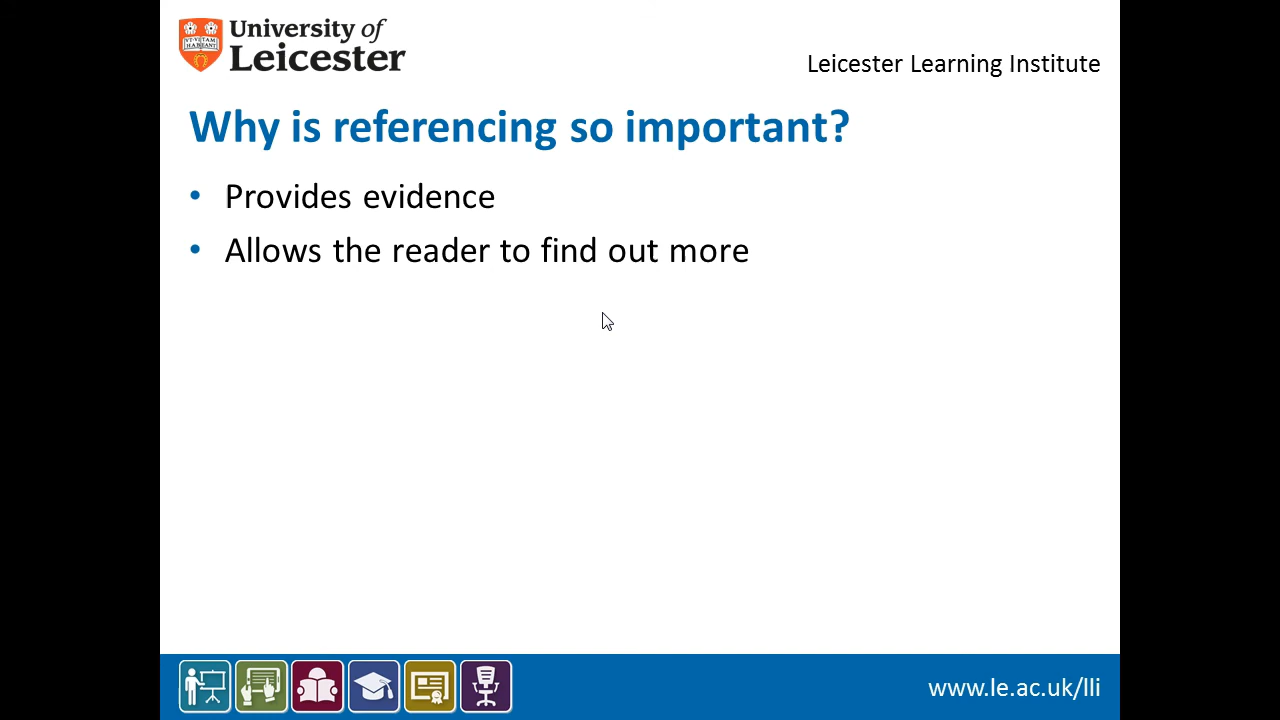 University of
Leicester
Leicester Learning Institute
Why is referencing so important?
• Provides evidence
• Allows the reader to find out more
www.le.ac.uk/lli